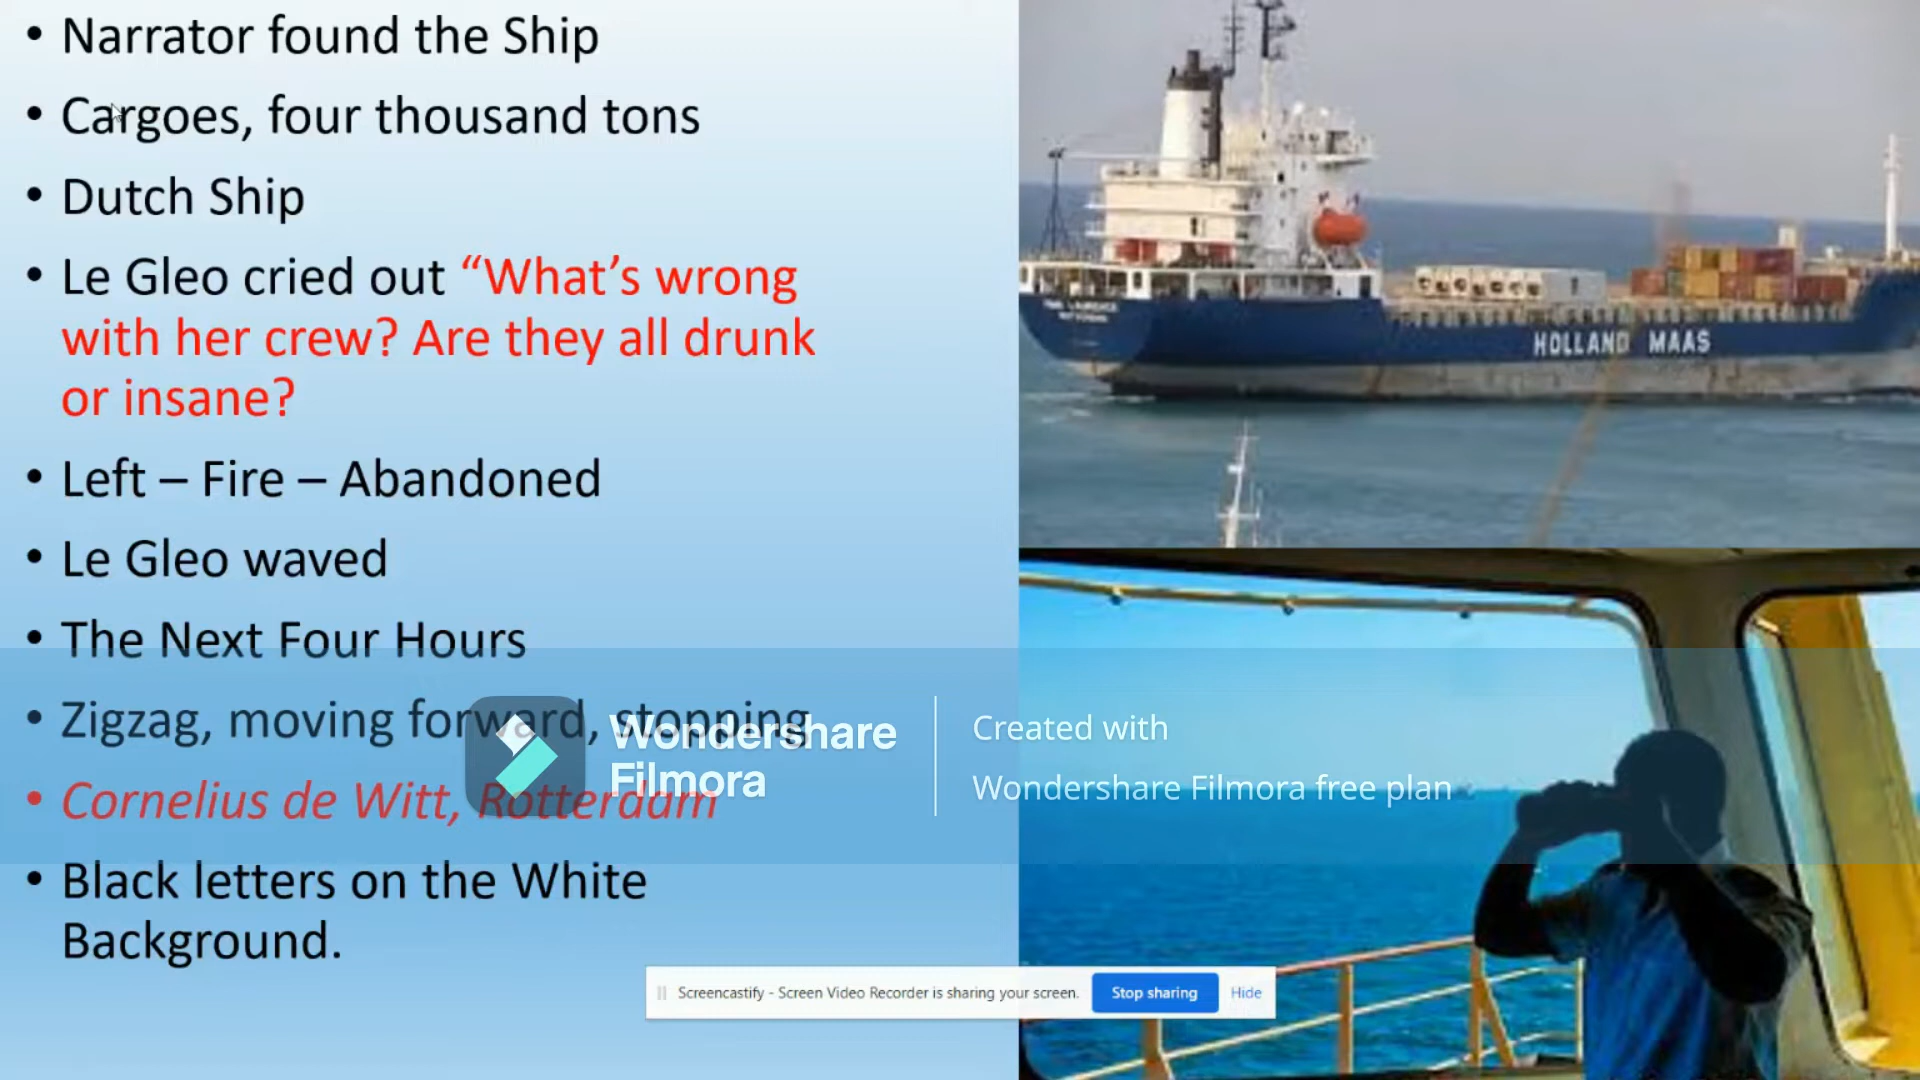 • Narrator found the Ship
• Cargoes, four thousand tons
• Dutch Ship
• Le Gleo cried out “What’s wrong
with her crew? Are they all drunk
or insane?
• Left – Fire – Abandoned
• Le Gleo waved
• The Next Four Hours
• Zigzag, moving forward, stopping
• Cornelius de Witt, Rotterdam
• Black letters on the White
Background.
HOLLAND MAAS
Wondershare
Filmora
Created with
Wondershare Filmora free plan
Screencastify - Screen Video Recorder is sharing your screen.
Stop sharing
Hide